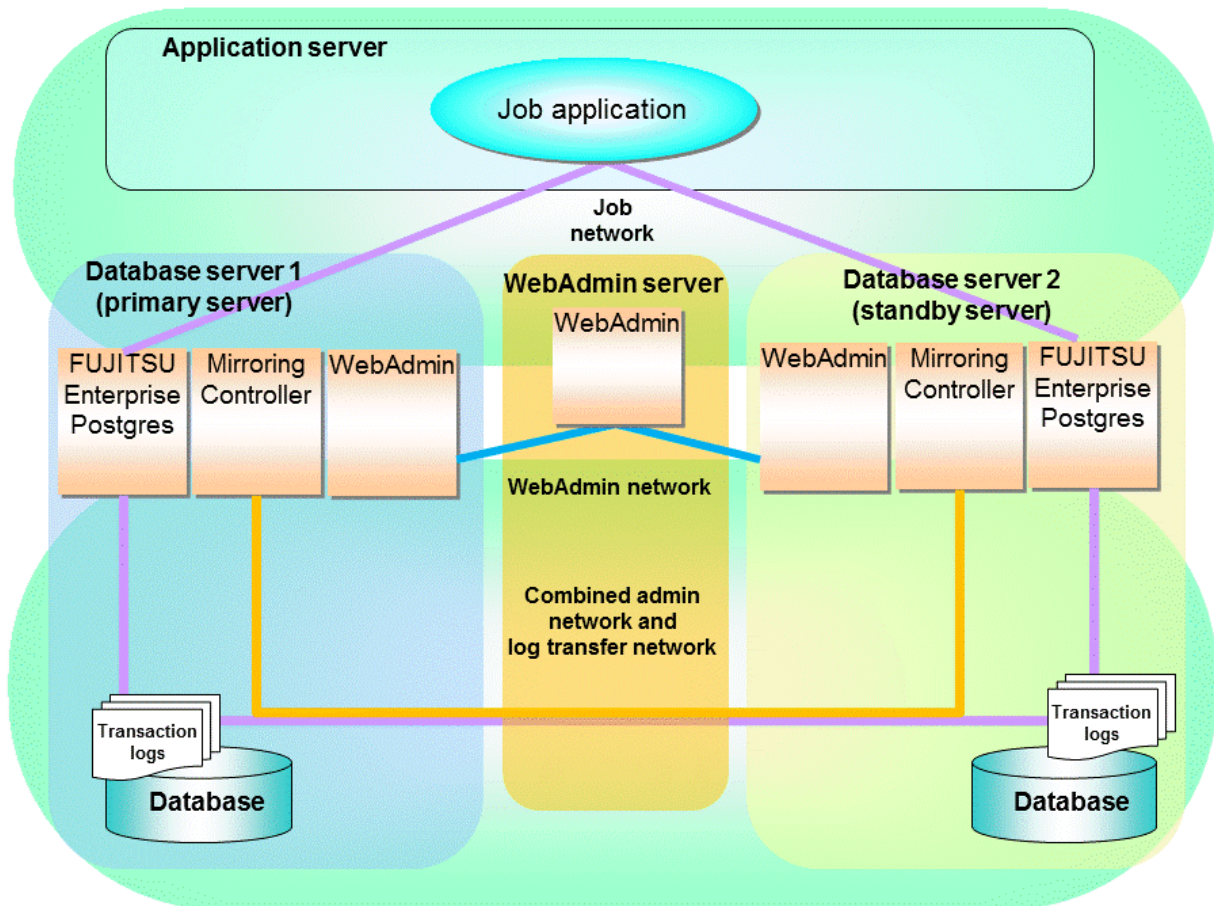 Application server
Job application
Job
network
Database server 1
(primary server)
WebAdmin server
Database server 2
(standby server)
FUJITSU
Enterprise
Postgres
Mirroring
Controller
WebAdmin
WebAdmin
WebAdmin
Mirroring
Controller
FUJITSU
Enterprise
Postgres
WebAdmin network
Combined admin
network and
log transfer network
Transaction
logs
Database
Transaction
logs
Database